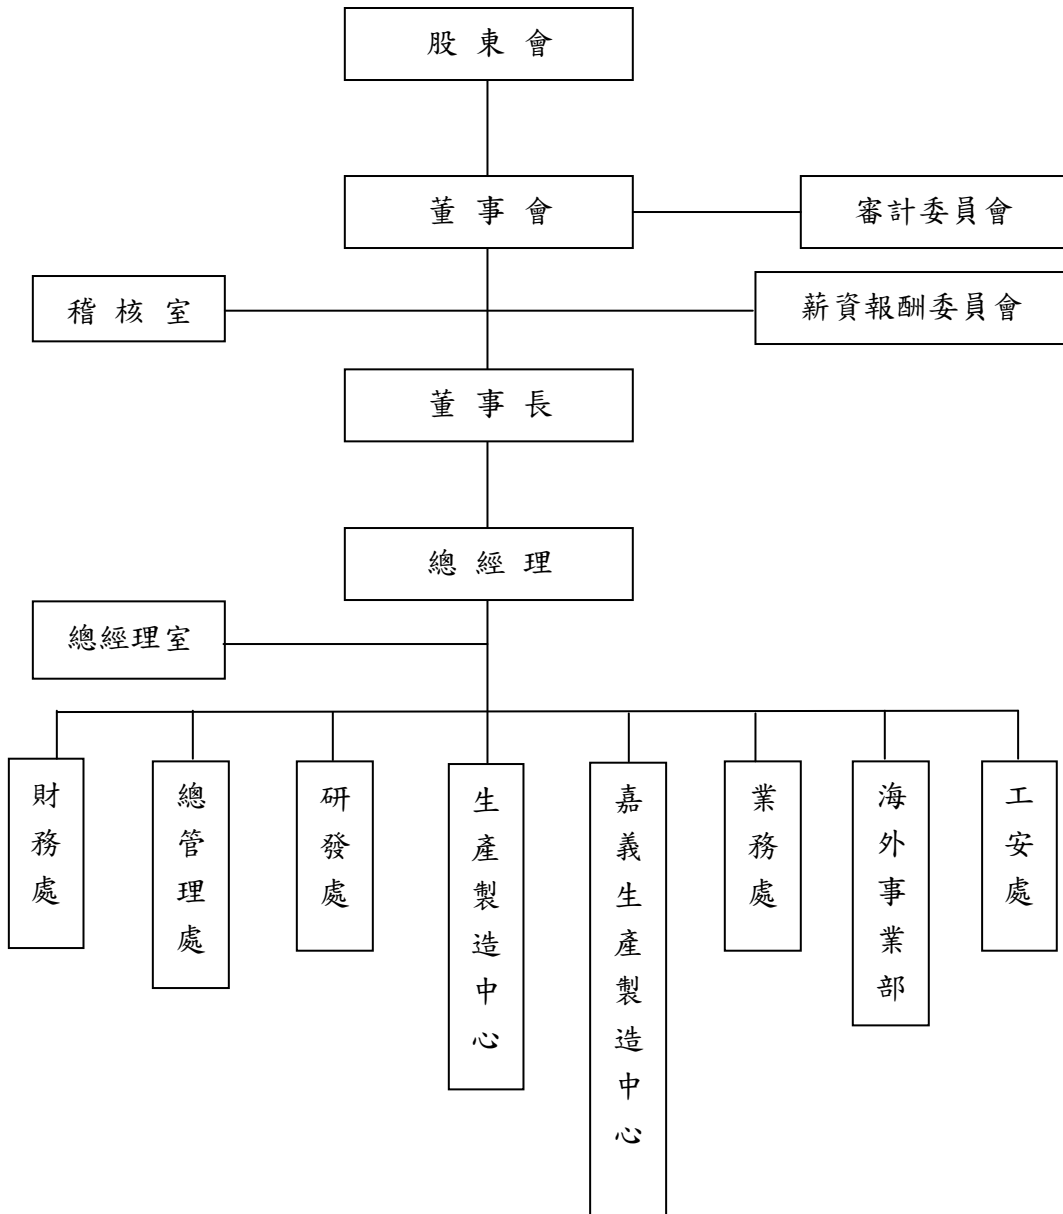 股東會
董事會
審計委員會
稽核室
薪資報酬委員會
董事長
總經理
總經理室
財務處
總管理處
研發處
生產製造中心
嘉義生產製造中心
業務處
海外事業部
工安處